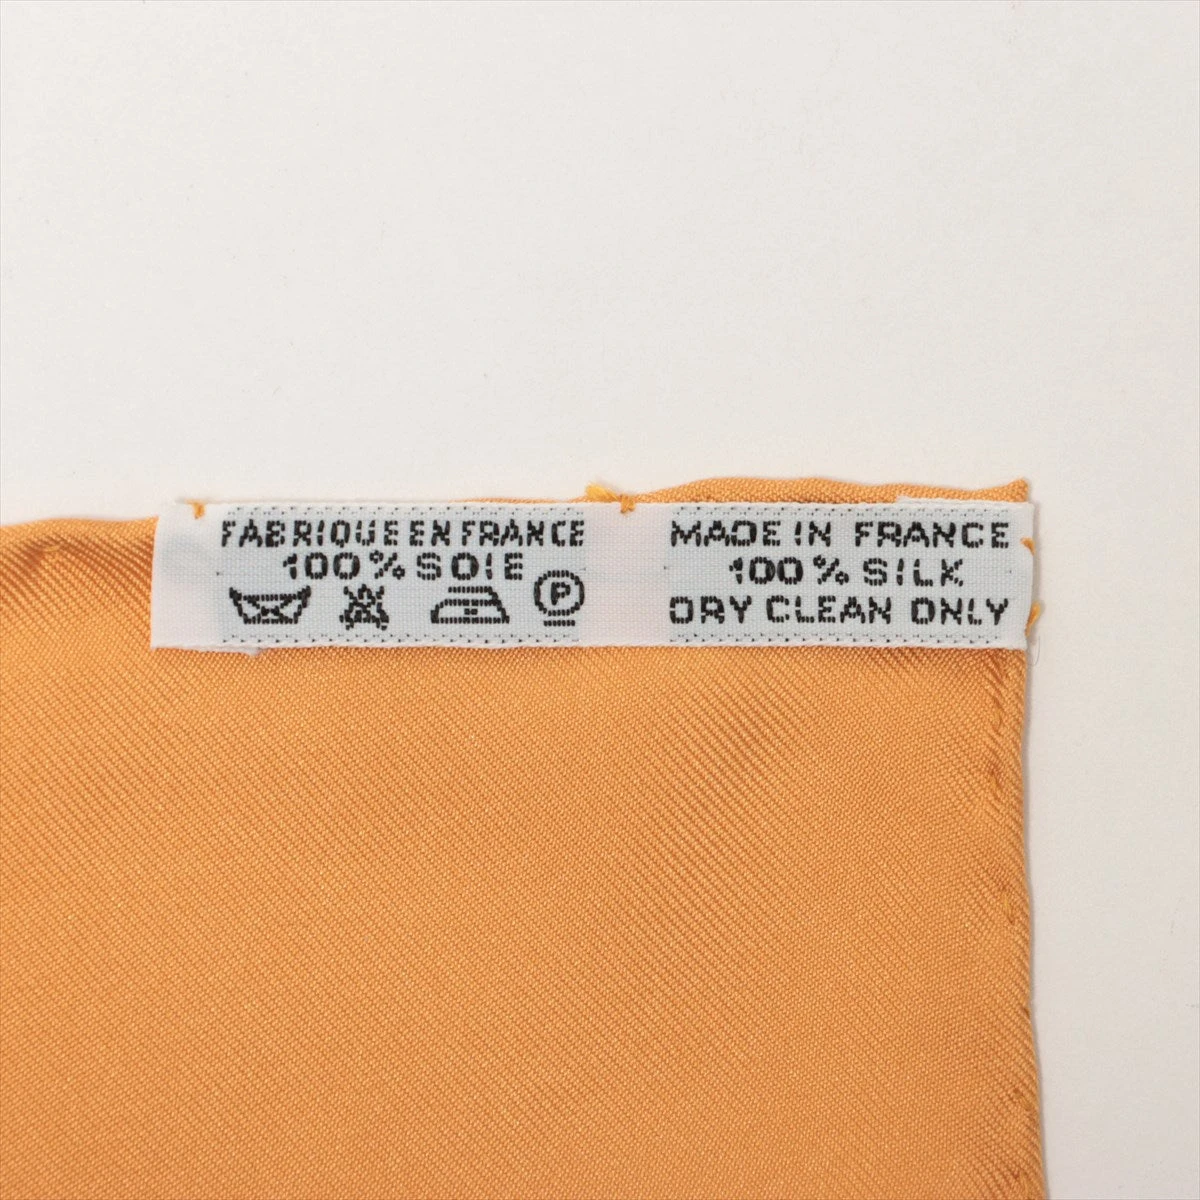 FABRIQUE EN FRANCE
100% SOIE
P
MADE IN FRANCE
100% SILK
DRY CLEAN ONLY